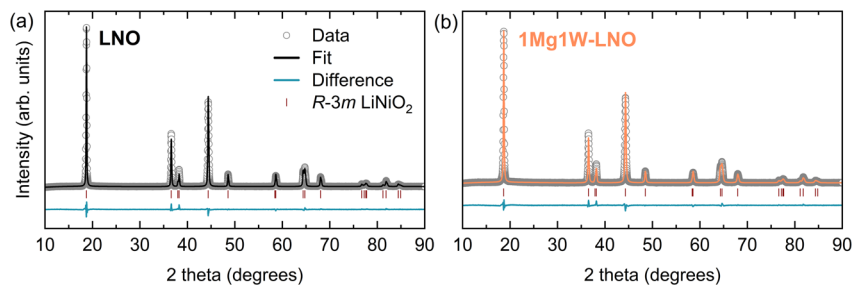 (a)
LNO
Data
Fit
Difference
R-3m LiNiO₂
Intensity (arb. units)
10 20 30 40 50 60 70 80 90
2 theta (degrees)
(b)
1Mg1W-LNO
10 20 30 40 50 60 70 80 90
2 theta (degrees)